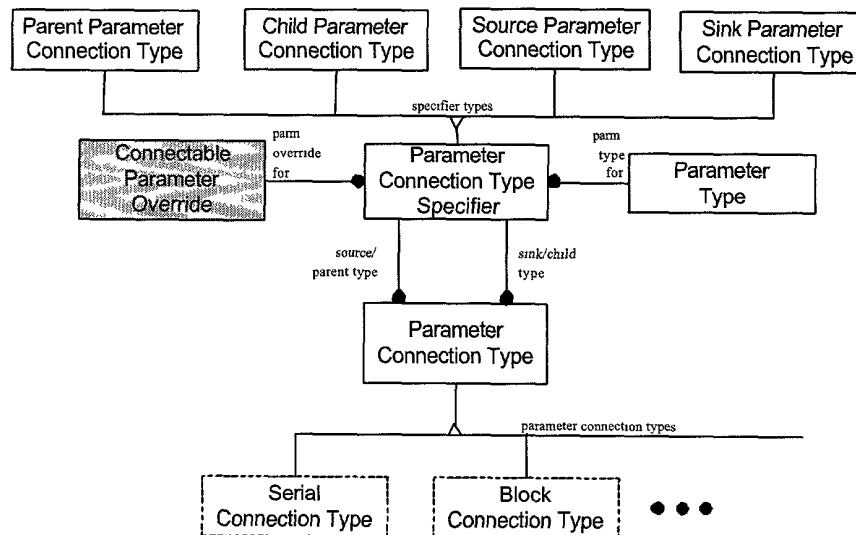 Parent Parameter
Connection Type
Child Parameter
Connection Type
Source Parameter
Connection Type
Sink Parameter
Connection Type
specifier types
parm
override
for
parm
type
for
Connectable
Parameter
Override
Parameter
Connection Type
Specifier
Parameter
Type
source/
parent type
sink/child
type
Parameter
Connection Type
parameter connection types
Serial
Connection Type
Block
Connection Type